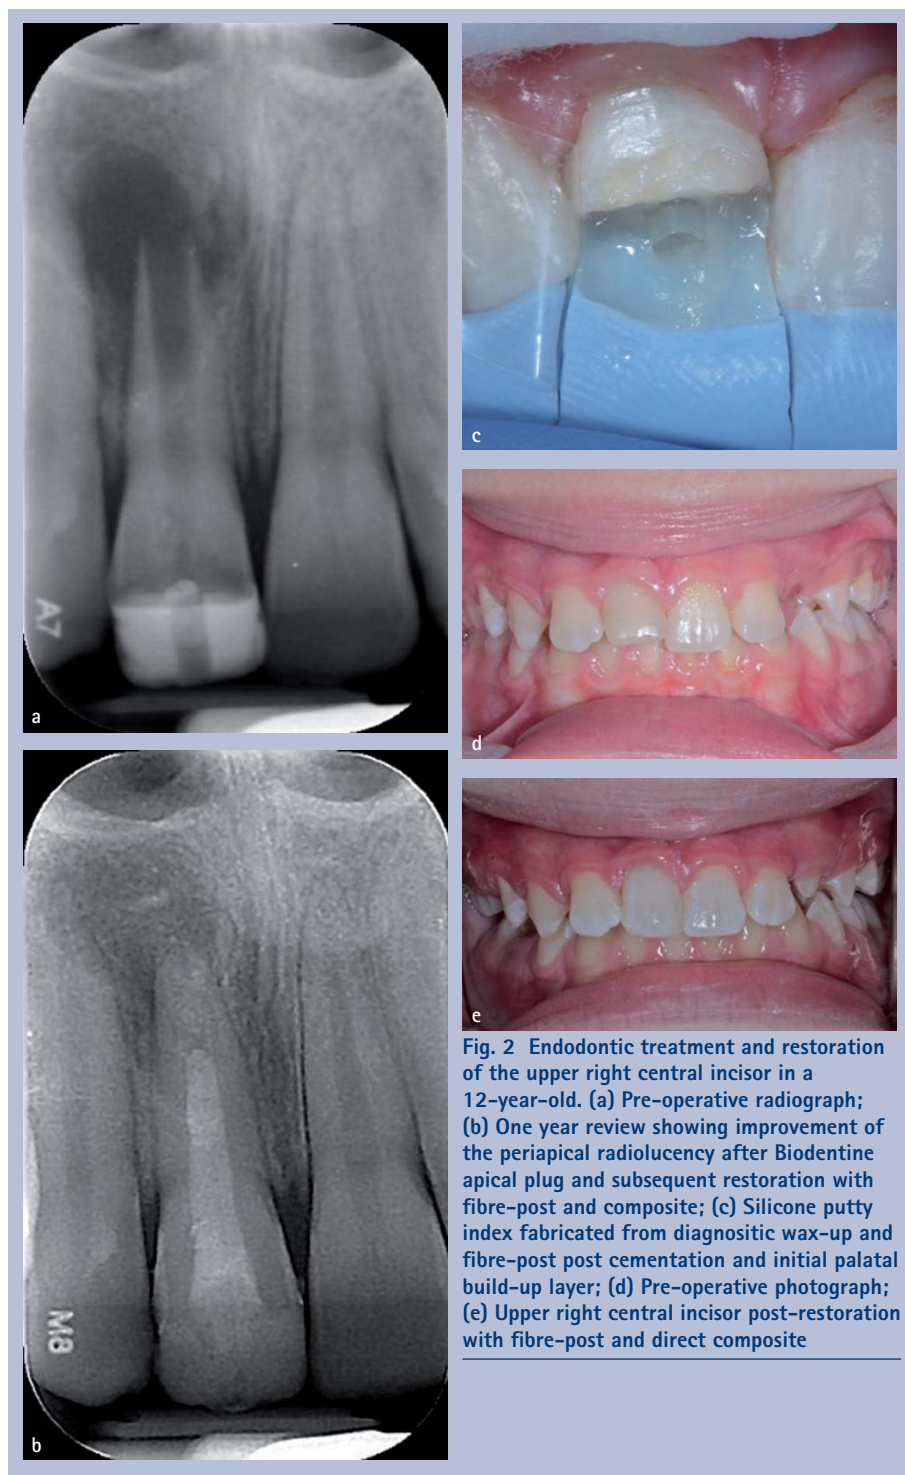 A7
a
c
d
e
M8
b
Fig. 2 Endodontic treatment and restoration
of the upper right central incisor in a
12-year-old. (a) Pre-operative radiograph;
(b) One year review showing improvement of
the periapical radiolucency after Biodentine
apical plug and subsequent restoration with
fibre-post and composite; (c) Silicone putty
index fabricated from diagnositic wax-up and
fibre-post post cementation and initial palatal
build-up layer; (d) Pre-operative photograph;
(e) Upper right central incisor post-restoration
with fibre-post and direct composite